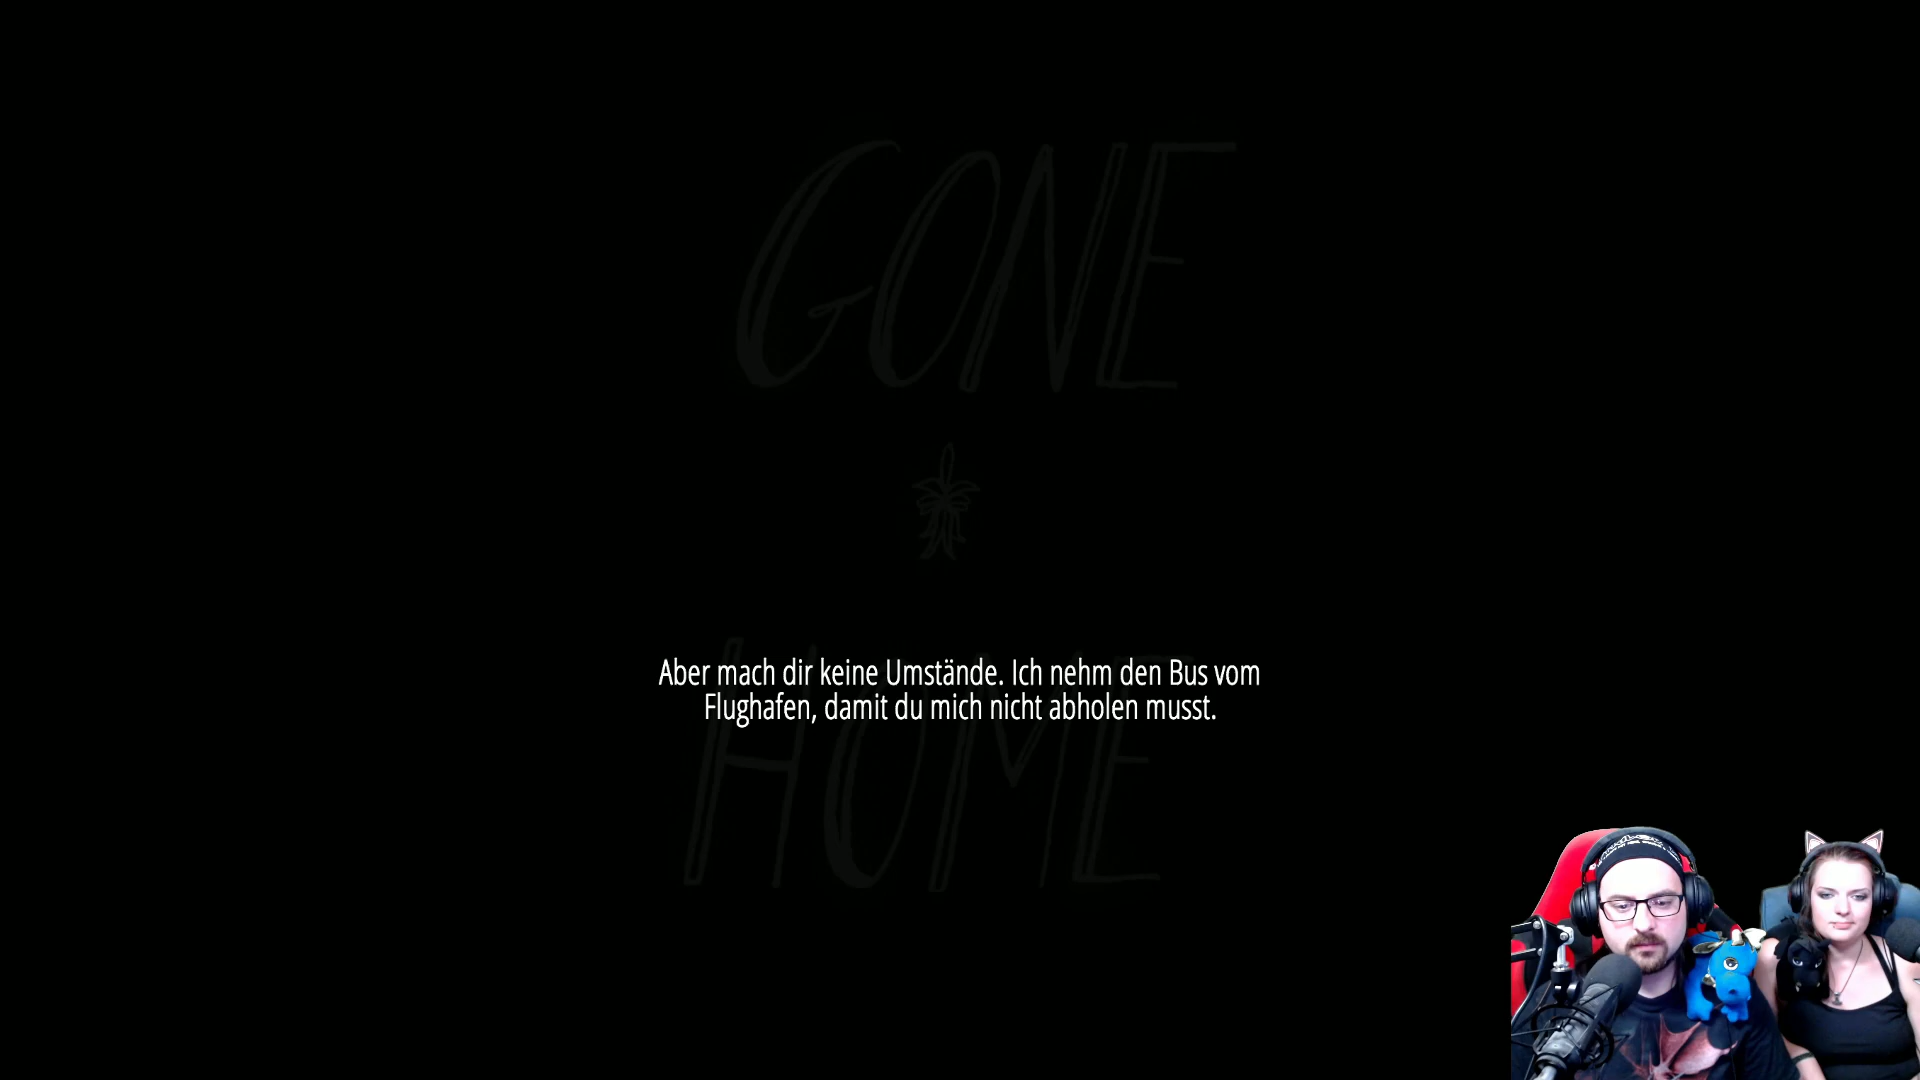 GONE
Aber mach dir keine Umstände. Ich nehm den Bus vom
Flughafen, damit du mich nicht abholen musst.
HOME